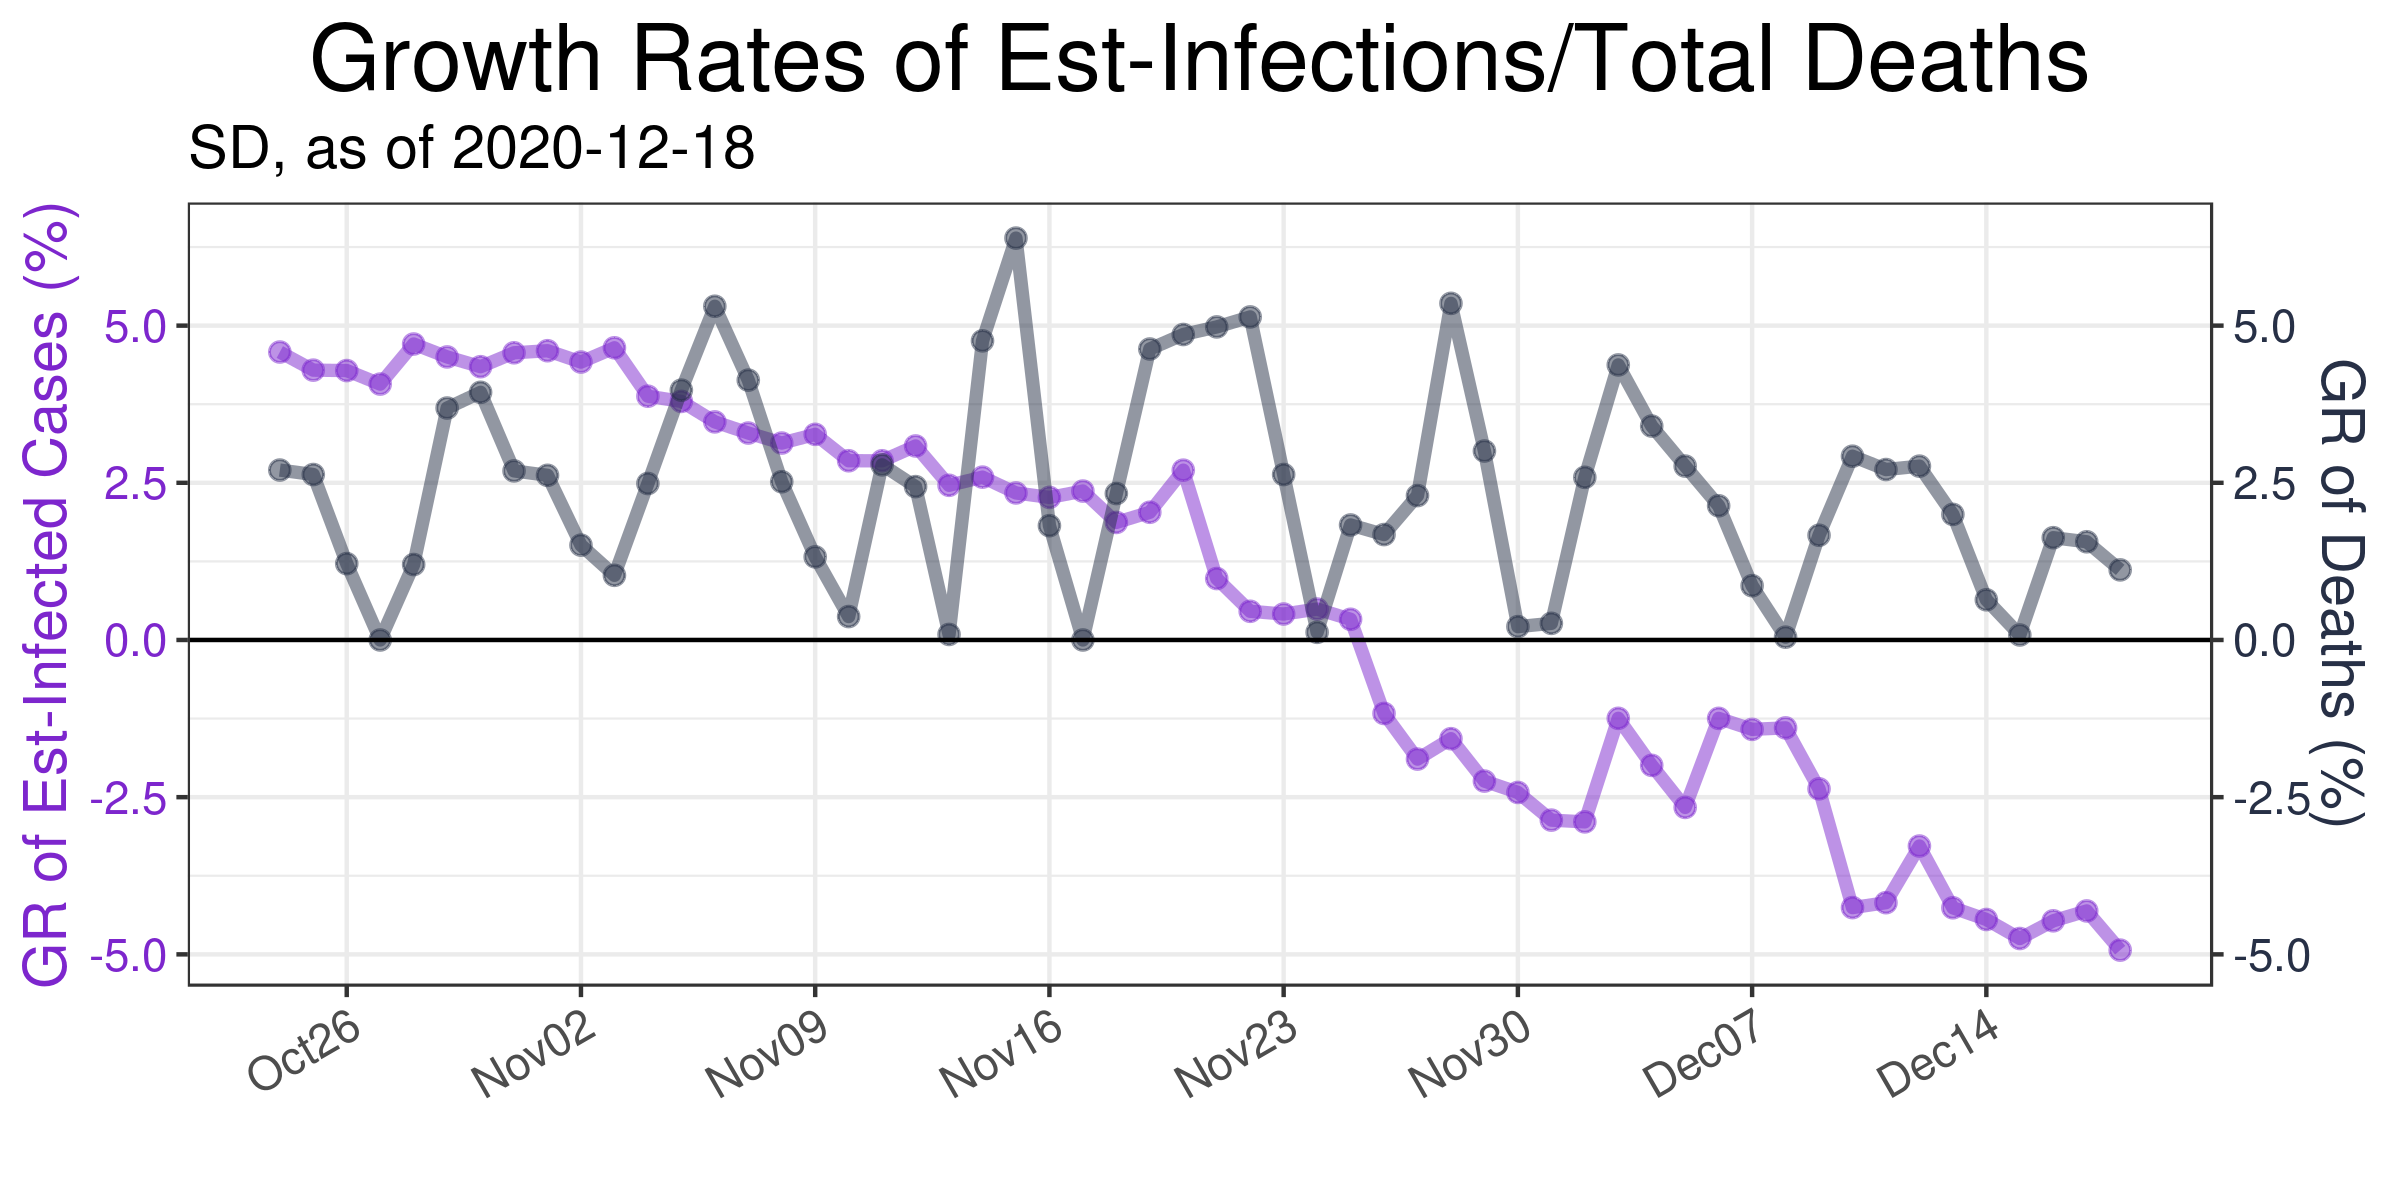 Growth Rates of Est-Infections/Total Deaths
SD, as of 2020-12-18
GR of Est-Infected Cases (%)
5.0
2.5
0.0
-2.5
-5.0
5.0
2.5
0.0
-2.5
-5.0
GR of Deaths (%)
Oct26
Nov02
Nov09
Nov16
Nov23
Nov30
Dec07
Dec14